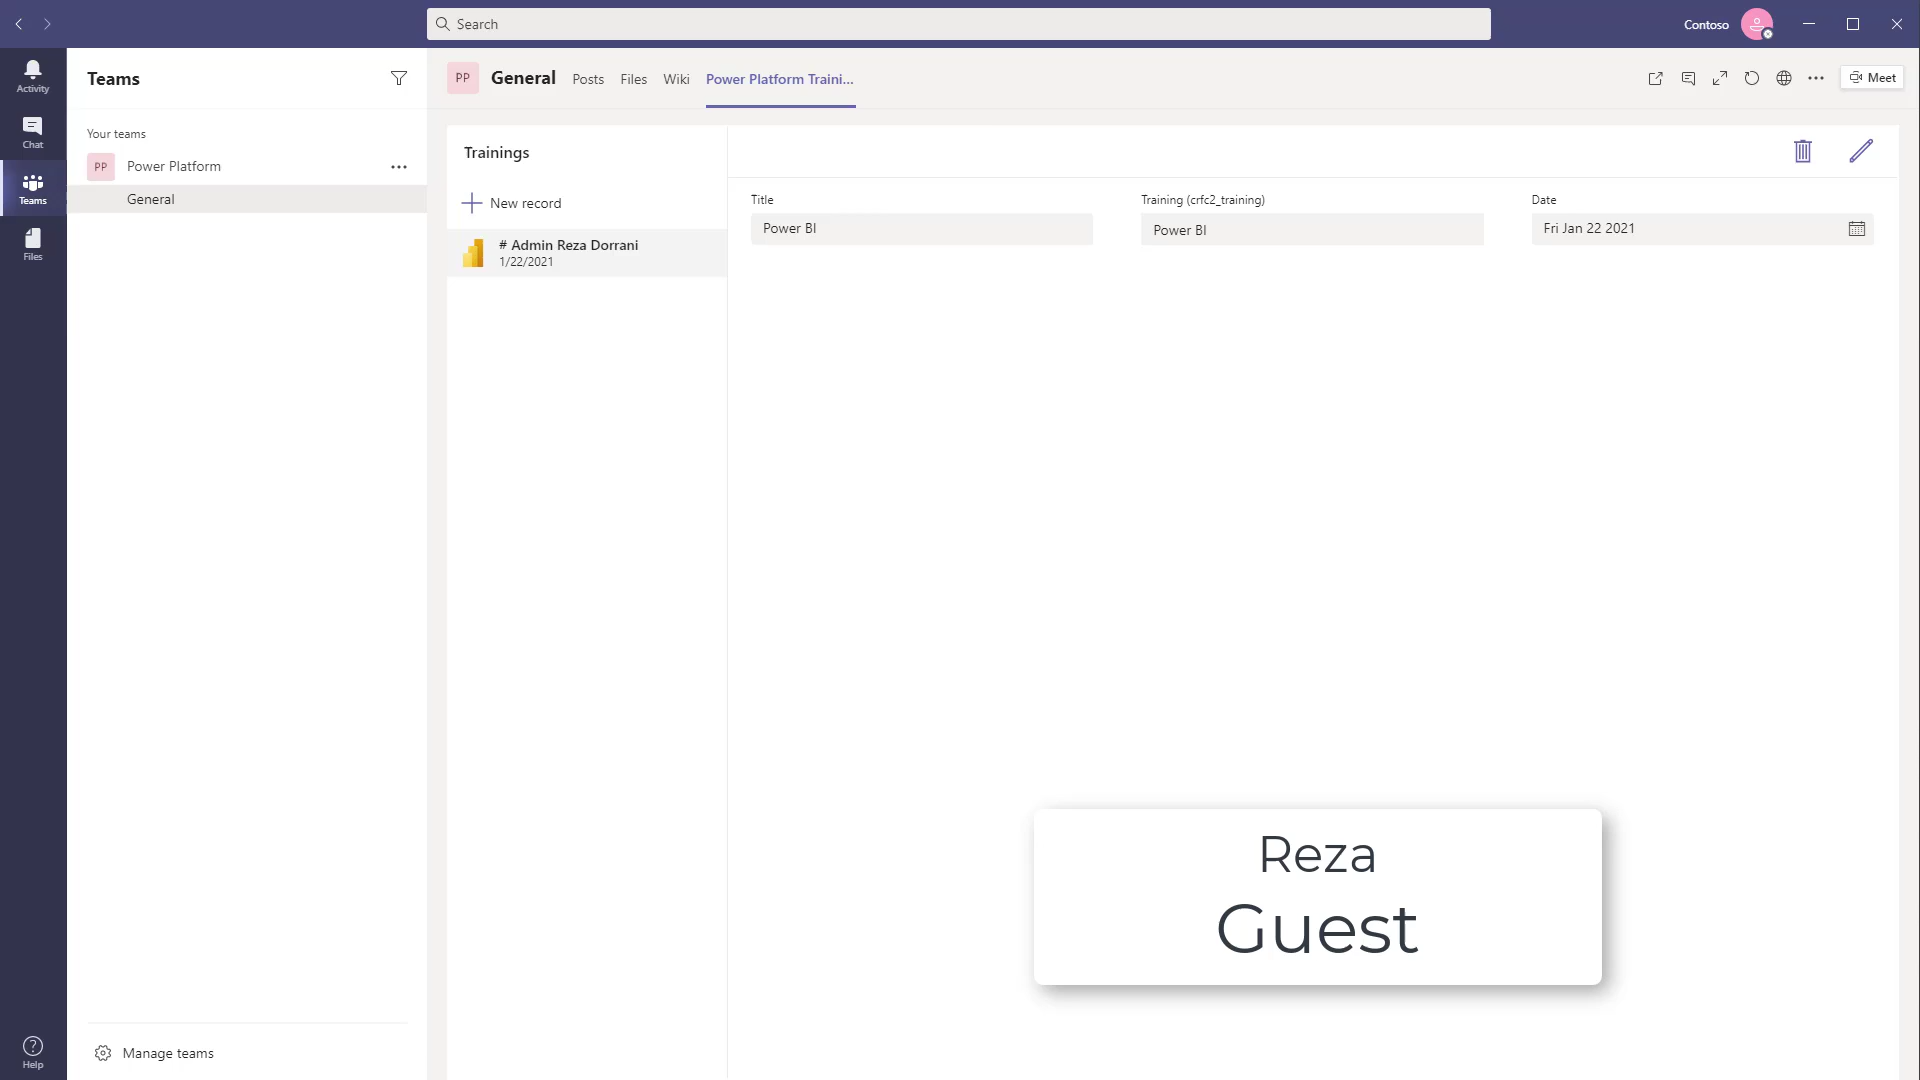 Search
Contoso
Activity
Chat
Teams
Files
Help
Teams
Your teams
PP Power Platform
General
Manage teams
PP General Posts Files Wiki Power Platform Traini...
Meet
Trainings
New record
# Admin Reza Dorrani
1/22/2021
Title
Power BI
Training (crfc2_training)
Power BI
Date
Fri Jan 22 2021
Reza
Guest